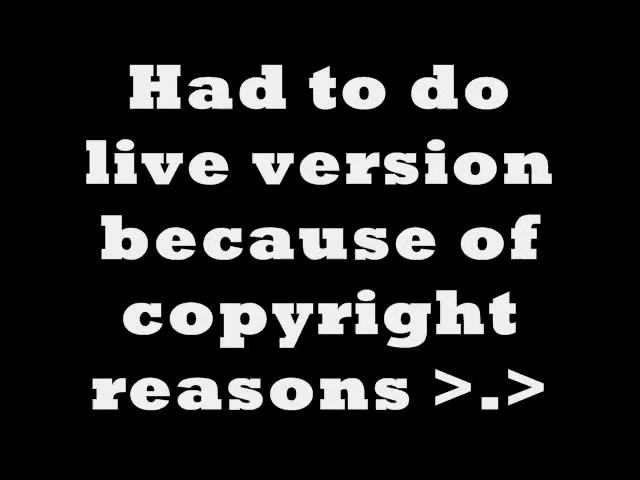 Had to do
live version
because of
copyright
reasons >.>